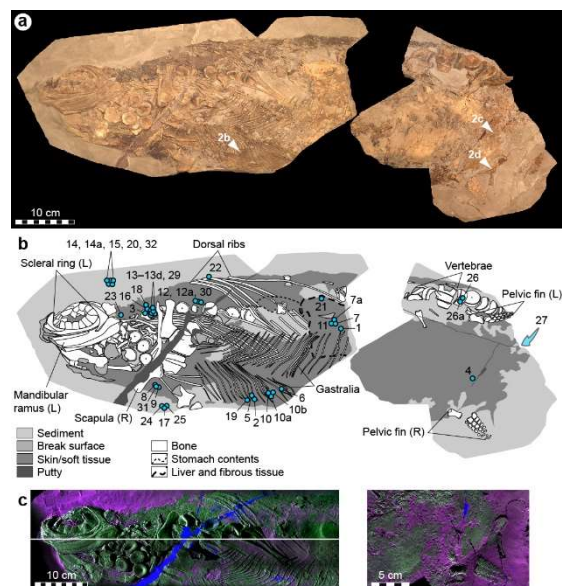 a
2b
2c
2d
10 cm
b
14, 14a, 15, 20, 32
Scleral ring (L)
13–13d, 29
Dorsal ribs
18
12, 12a, 30
22
23 16
3
21
7a
7
11
1
Vertebrae
26
26a
Pelvic fin (L)
27
4
Mandibular
ramus (L)
Gastralia
Scapula (R)
8
9
31
24
17
25
19
5
2
10
10a
10b
6
Pelvic fin (R)
Sediment
Break surface
Skin/soft tissue
Putty
Bone
Stomach contents
Liver and fibrous tissue
c
10 cm
5 cm